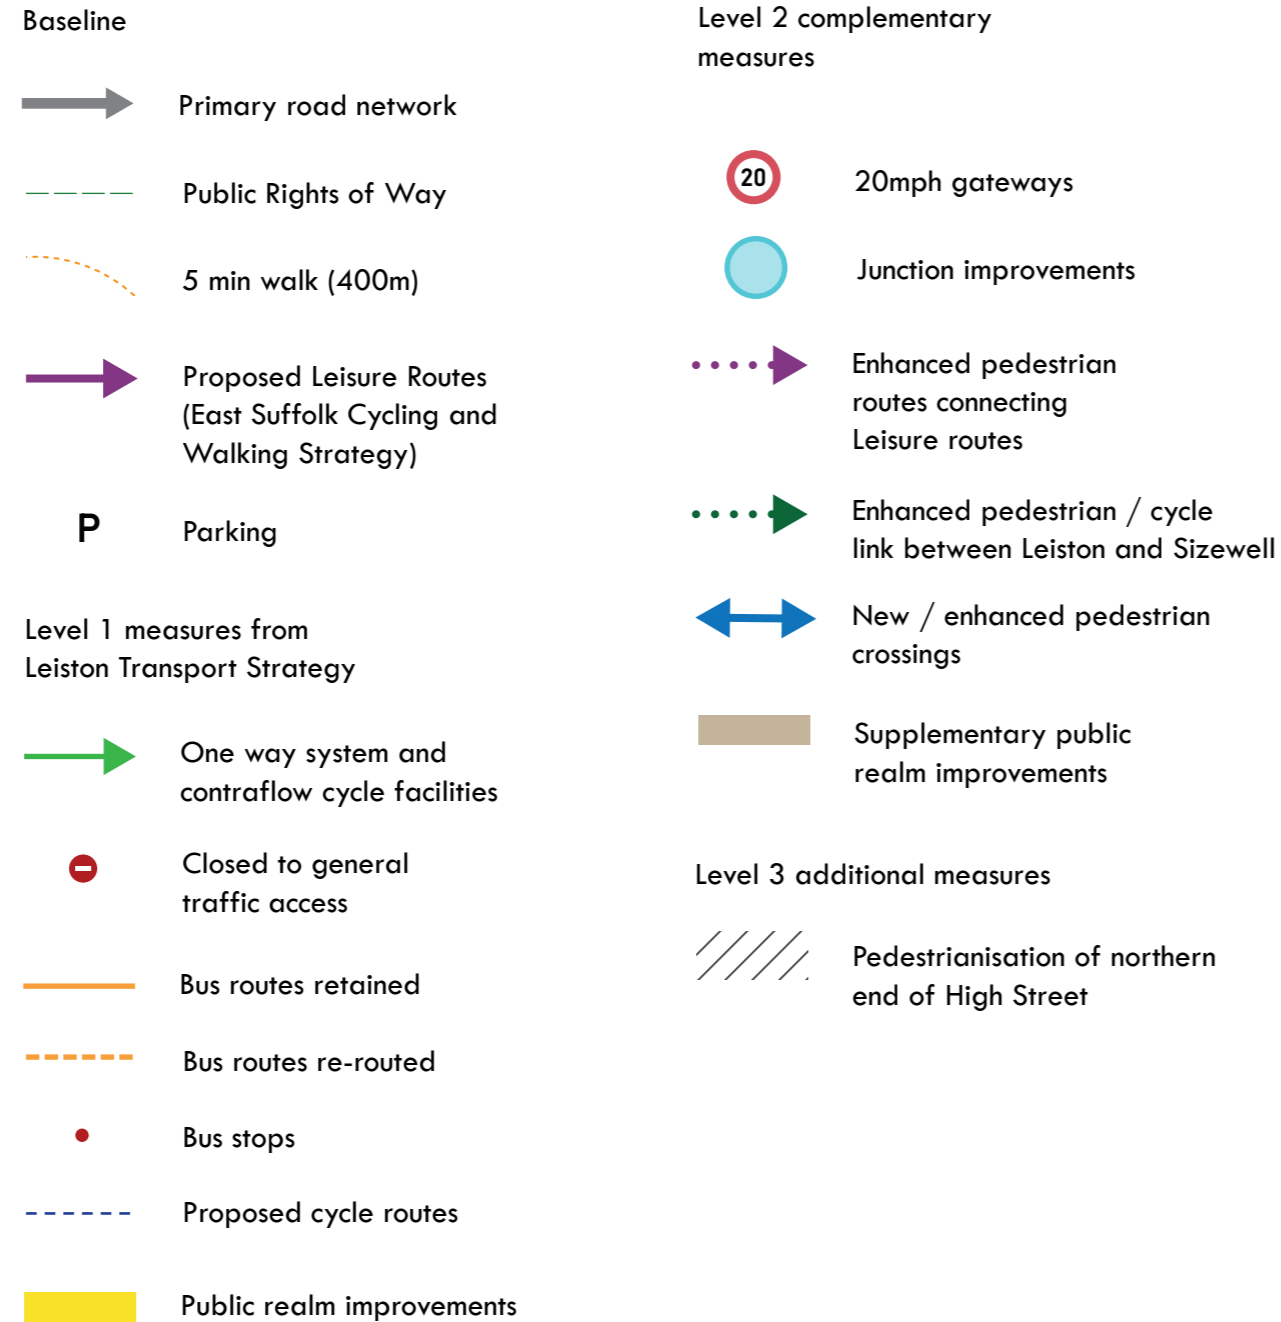 Baseline
Primary road network
Public Rights of Way
5 min walk (400m)
Proposed Leisure Routes
(East Suffolk Cycling and
Walking Strategy)
P
Parking
Level 1 measures from
Leiston Transport Strategy
One way system and
contraflow cycle facilities
Closed to general
traffic access
Bus routes retained
Bus routes re-routed
Bus stops
Proposed cycle routes
Public realm improvements
Level 2 complementary
measures
20
20mph gateways
Junction improvements
Enhanced pedestrian
routes connecting
Leisure routes
Enhanced pedestrian / cycle
link between Leiston and Sizewell
New / enhanced pedestrian
crossings
Supplementary public
realm improvements
Level 3 additional measures
Pedestrianisation of northern
end of High Street